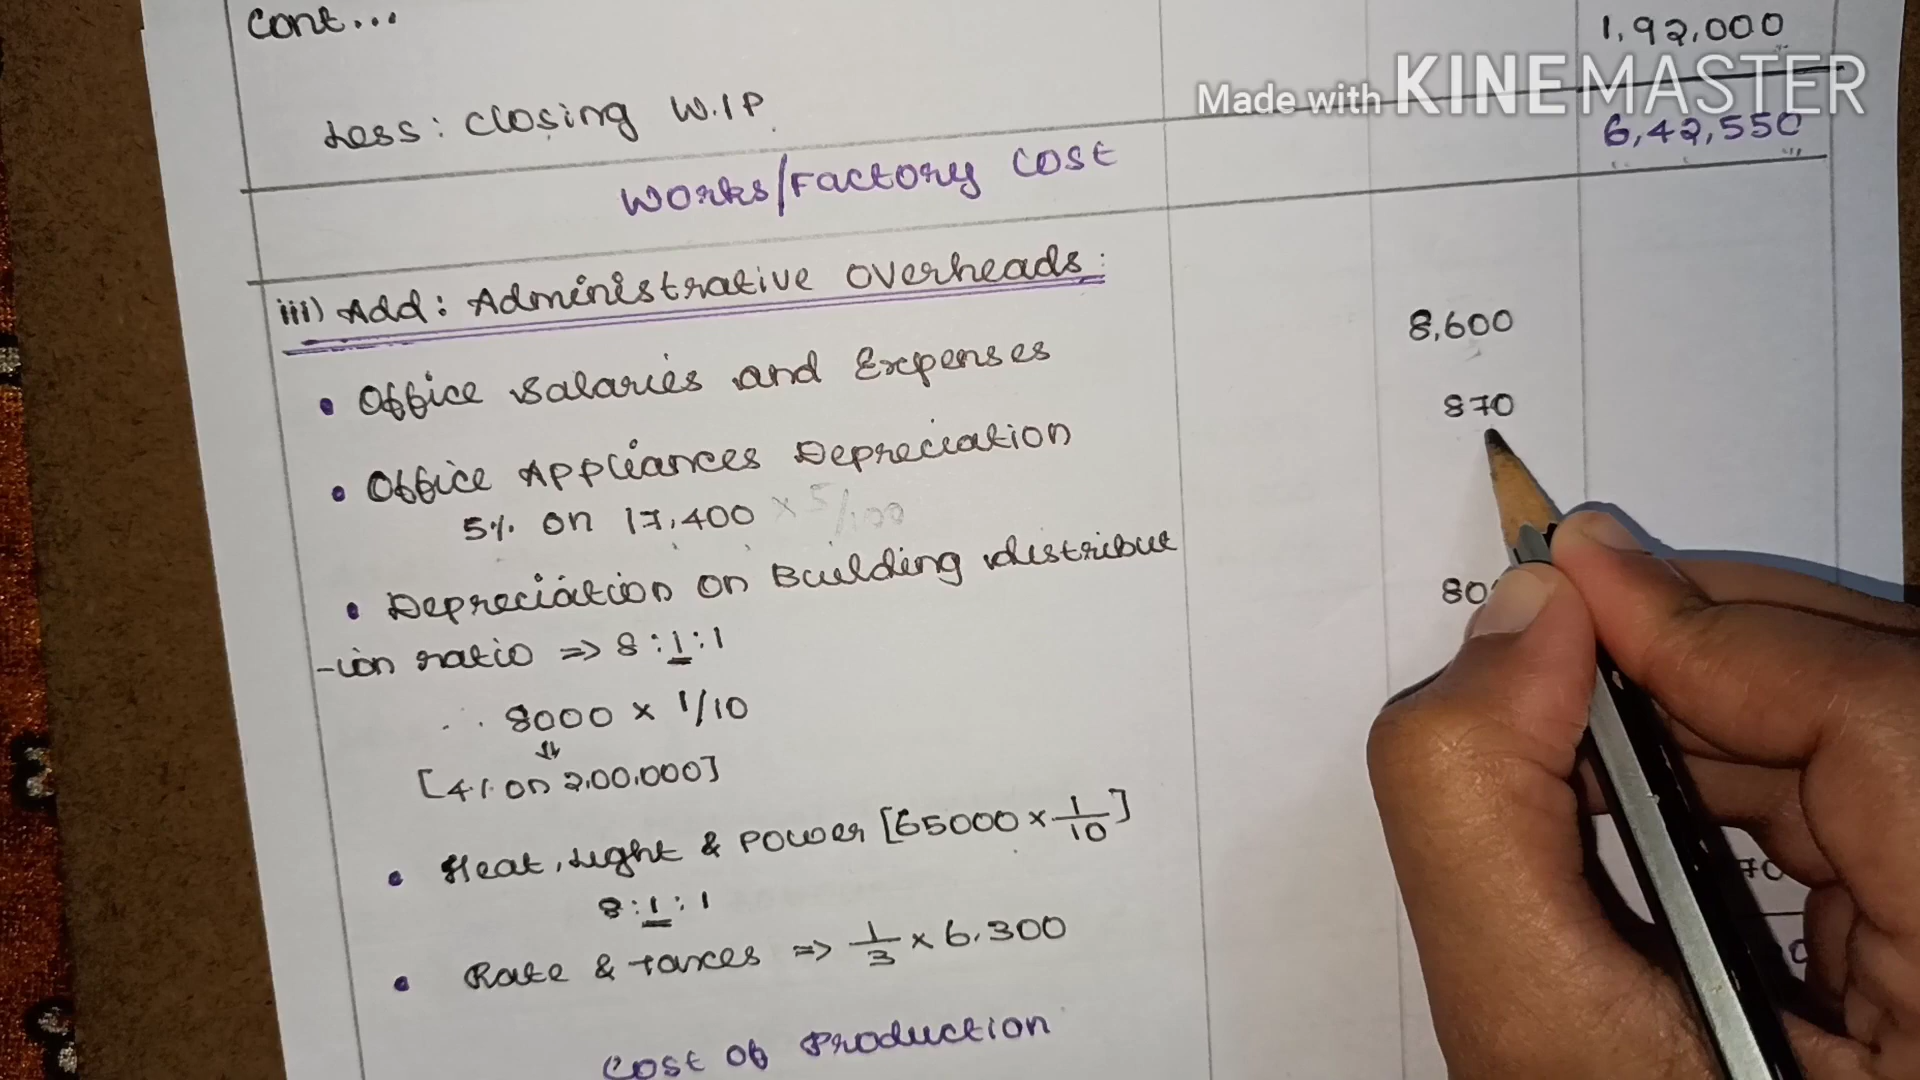 Cont...
1,92,000
Made with KINEMASTER
Less: Closing W.I.P
6,42,550
Works/Factory Cost
iii) Add: Administrative Overheads:
• Office Salaries and Expenses 8,600
• Office Appliances Depreciation 870
5% on 17,400 × 5/100
• Depreciation on Building distribut 80
-ion ratio => 8:1:1
∴ 8000 × 1/10
[4% on 2,00,000]
• Heat, Light & Power [65000 × 1/10]
8:1:1
• Rate & taxes => 1/3 × 6,300
Cost of Production